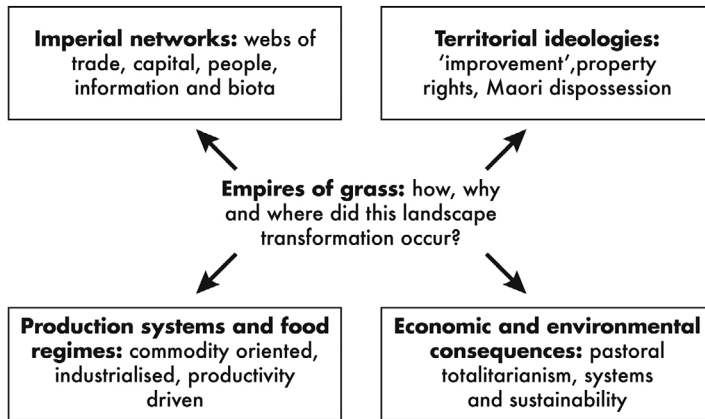 Imperial networks: webs of
trade, capital, people,
information and biota
Territorial ideologies:
'improvement',property
rights, Maori dispossession
Empires of grass: how, why
and where did this landscape
transformation occur?
Production systems and food
regimes: commodity oriented,
industrialised, productivity
driven
Economic and environmental
consequences: pastoral
totalitarianism, systems
and sustainability